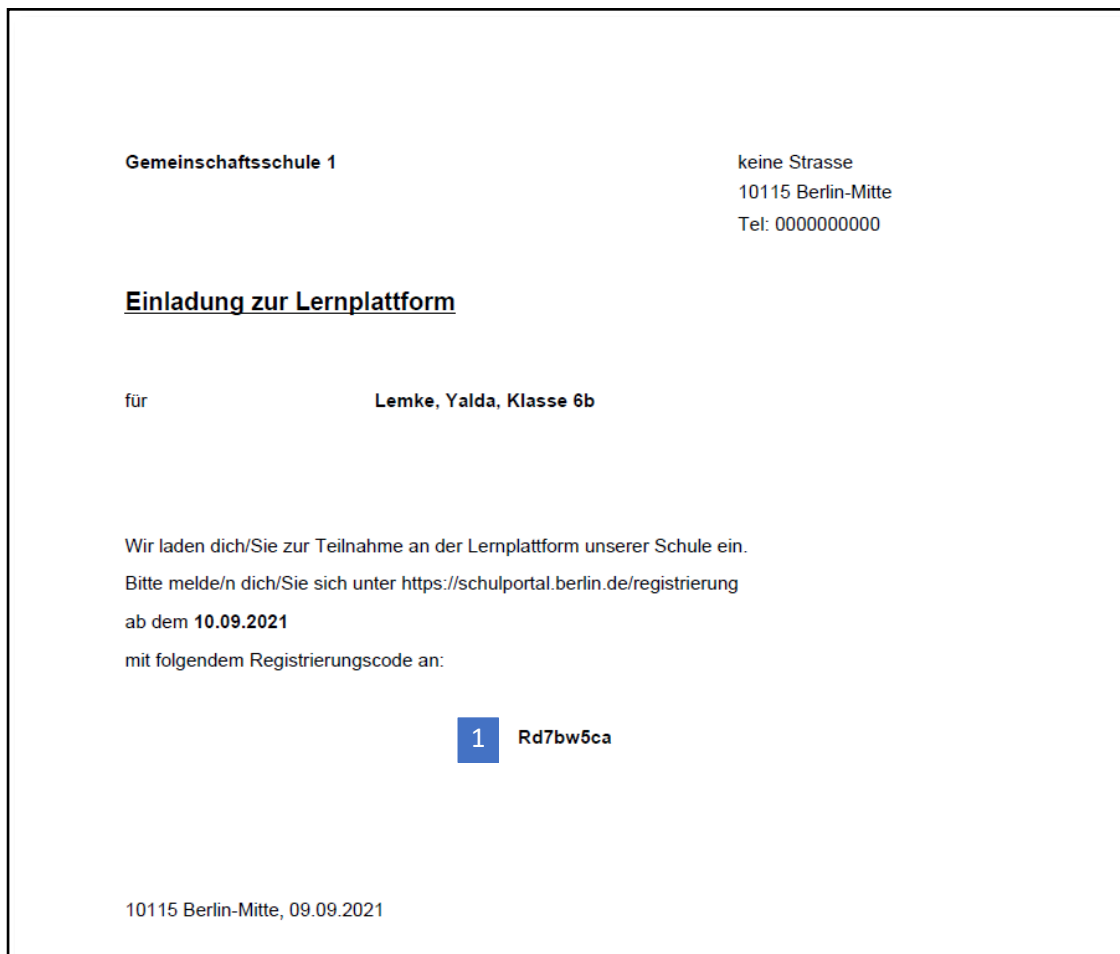 Gemeinschaftsschule 1
keine Strasse
10115 Berlin-Mitte
Tel: 0000000000
Einladung zur Lernplattform
für Lemke, Yalda, Klasse 6b
Wir laden dich/Sie zur Teilnahme an der Lernplattform unserer Schule ein.
Bitte melde/n dich/Sie sich unter https://schulportal.berlin.de/registrierung
ab dem 10.09.2021
mit folgendem Registrierungscode an:
1 Rd7bw5ca
10115 Berlin-Mitte, 09.09.2021